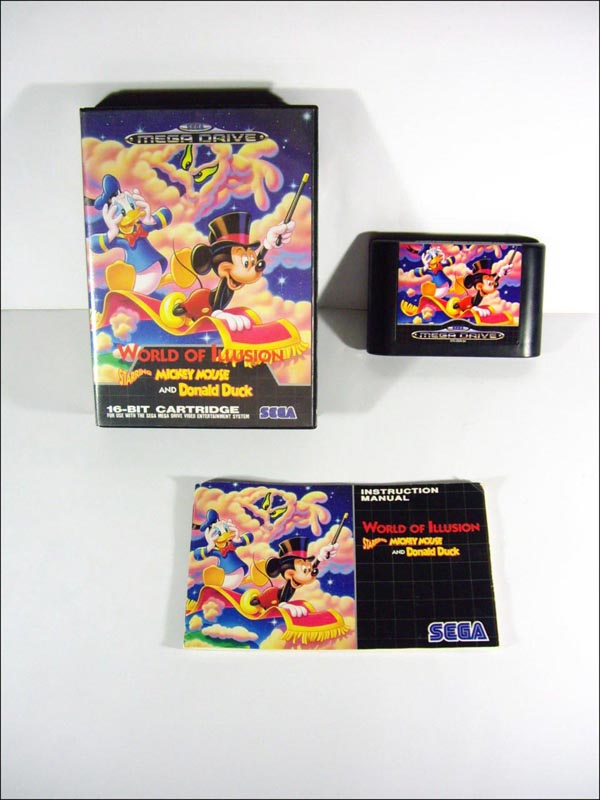 SEGA
MEGA DRIVE
WORLD OF ILLUSION
STARRING MICKEY MOUSE
AND Donald Duck
16-BIT CARTRIDGE
FOR USE WITH THE SEGA MEGA DRIVE VIDEO ENTERTAINMENT SYSTEM
SEGA
SEGA
MEGA DRIVE
INSTRUCTION
MANUAL
WORLD OF ILLUSION
STARRING MICKEY MOUSE
AND Donald Duck
SEGA